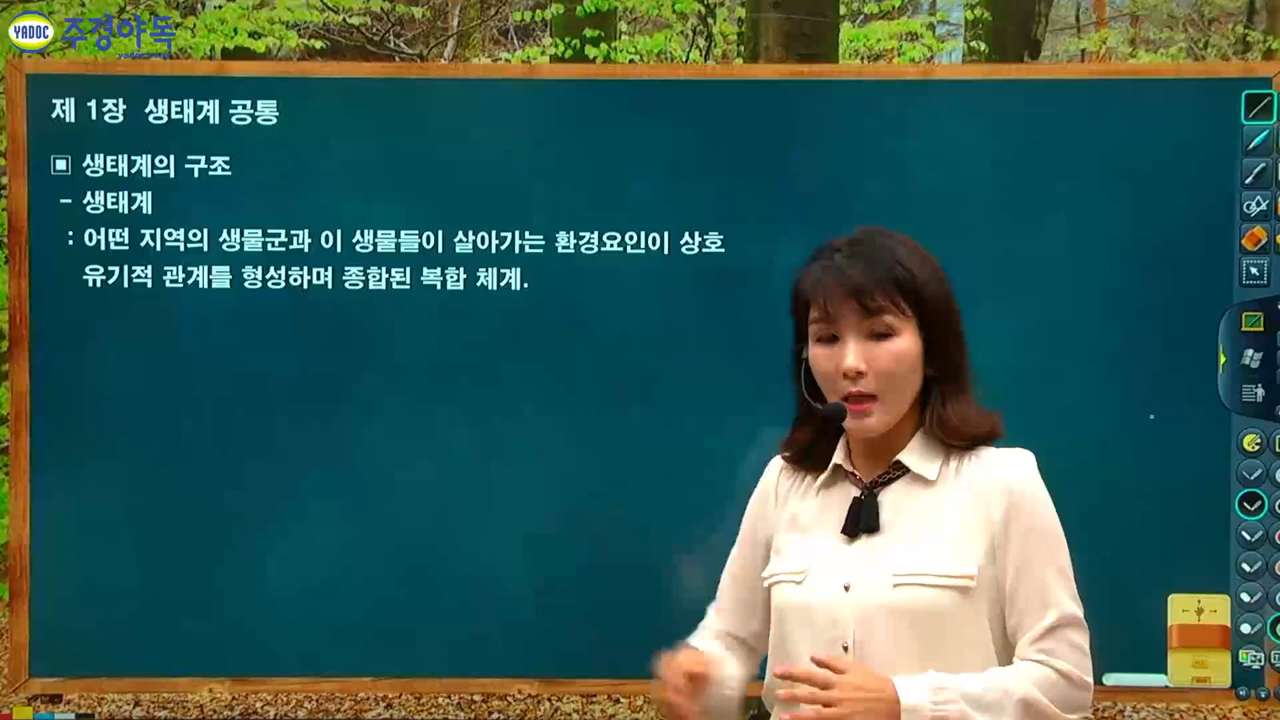 YADOC 주경야독
제 1장 생태계 공통
▣ 생태계의 구조
- 생태계
: 어떤 지역의 생물군과 이 생물들이 살아가는 환경요인이 상호
유기적 관계를 형성하며 종합된 복합 체계.